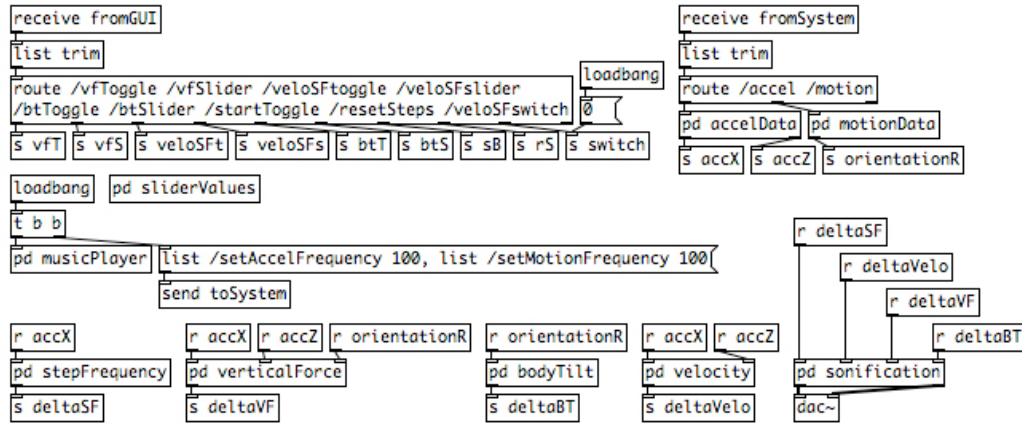 receive fromGUI
list trim
route /vfToggle /vfSlider /veloSFtoggle /veloSFslider
/btToggle /btSlider /startToggle /resetSteps /veloSFswitch
loadbang
0
s vfT
s vfS
s veloSFt
s veloSFs
s btT
s btS
s sB
s rS
s switch
receive fromSystem
list trim
route /accel /motion
pd accelData
pd motionData
s accX
s accZ
s orientationR
loadbang
pd sliderValues
t b b
pd musicPlayer
list /setAccelFrequency 100, list /setMotionFrequency 100
send toSystem
r accX
pd stepFrequency
s deltaSF
r accX
r accZ
r orientationR
pd verticalForce
s deltaVF
r orientationR
pd bodyTilt
s deltaBT
r accX
r accZ
pd velocity
s deltaVelo
r deltaSF
r deltaVelo
r deltaVF
r deltaBT
pd sonification
dac~